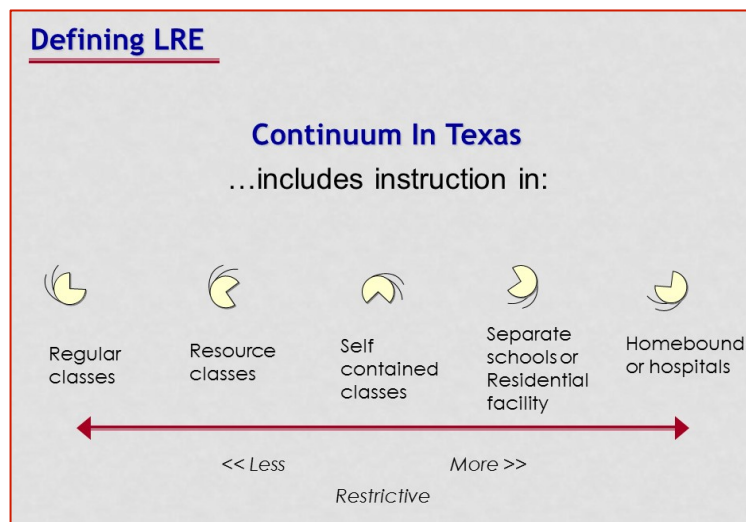 Defining LRE
Continuum In Texas
…includes instruction in:
Regular
classes
Resource
classes
Self
contained
classes
Separate
schools or
Residential
facility
Homebound
or hospitals
<< Less
More >>
Restrictive